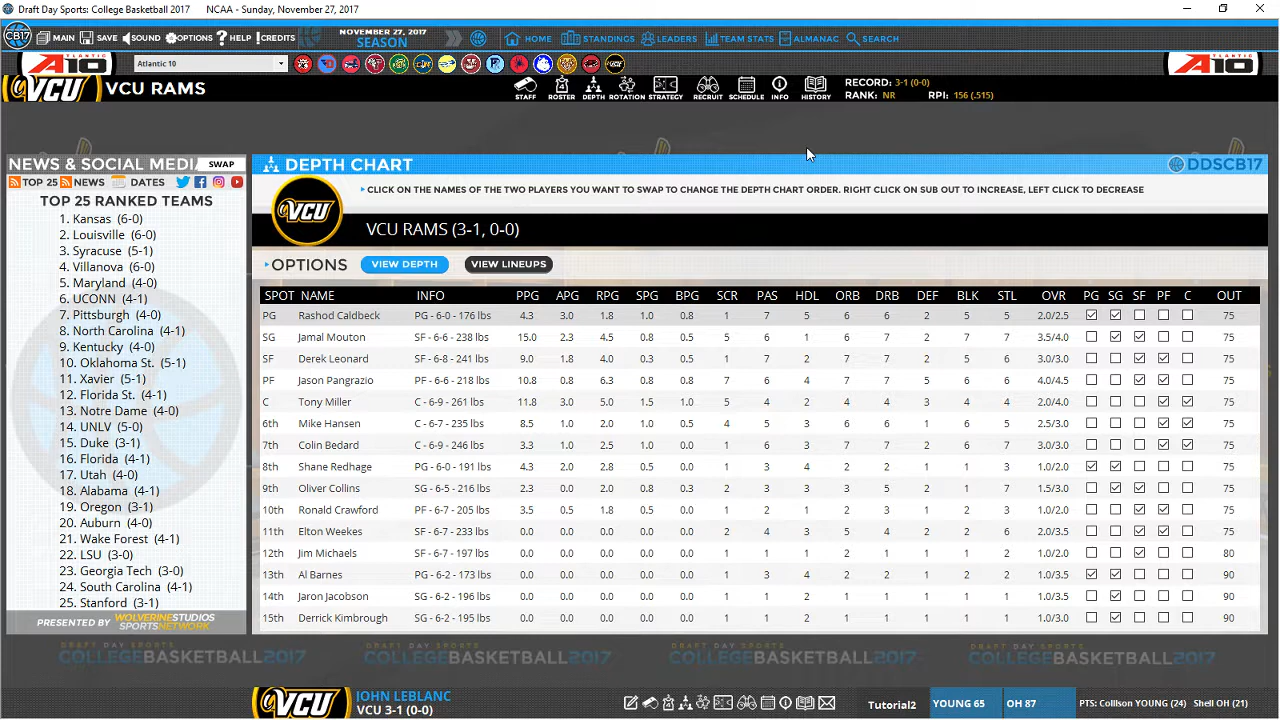 Draft Day Sports: College Basketball 2017 NCAA - Sunday, November 27, 2017
CB17 MAIN SAVE SOUND OPTIONS ? HELP !CREDITS NOVEMBER 27, 2017 SEASON HOME STANDINGS LEADERS TEAM STATS ALMANAC SEARCH
A10 Atlantic 10 A10
VCU VCU RAMS STAFF ROSTER DEPTH ROTATION STRATEGY RECRUIT SCHEDULE INFO HISTORY
RECORD: 3-1 (0-0)
RANK: NR RPI: 156 (.515)
NEWS & SOCIAL MEDIA SWAP
TOP 25 NEWS DATES
TOP 25 RANKED TEAMS
1. Kansas (6-0)
2. Louisville (6-0)
3. Syracuse (5-1)
4. Villanova (6-0)
5. Maryland (4-0)
6. UCONN (4-1)
7. Pittsburgh (4-0)
8. North Carolina (4-1)
9. Kentucky (4-0)
10. Oklahoma St. (5-1)
11. Xavier (5-1)
12. Florida St. (4-1)
13. Notre Dame (4-0)
14. UNLV (5-0)
15. Duke (3-1)
16. Florida (4-1)
17. Utah (4-0)
18. Alabama (4-1)
19. Oregon (3-1)
20. Auburn (4-0)
21. Wake Forest (4-1)
22. LSU (3-0)
23. Georgia Tech (3-0)
24. South Carolina (4-1)
25. Stanford (3-1)
PRESENTED BY WOLVERINE STUDIOS SPORTS NETWORK
DEPTH CHART DDSCB17
CLICK ON THE NAMES OF THE TWO PLAYERS YOU WANT TO SWAP TO CHANGE THE DEPTH CHART ORDER. RIGHT CLICK ON SUB OUT TO INCREASE, LEFT CLICK TO DECREASE
VCU VCU RAMS (3-1, 0-0)
OPTIONS VIEW DEPTH VIEW LINEUPS
SPOT NAME INFO PPG APG RPG SPG BPG SCR PAS HDL ORB DRB DEF BLK STL OVR PG SG SF PF C OUT
PG Rashod Caldbeck PG - 6-0 - 176 lbs 4.3 3.0 1.8 1.0 0.8 1 7 5 6 6 2 5 5 2.0/2.5 75
SG Jamal Mouton SF - 6-6 - 238 lbs 15.0 2.3 4.5 0.8 0.5 5 6 1 6 7 2 7 7 3.5/4.0 75
SF Derek Leonard SF - 6-8 - 241 lbs 9.0 1.8 4.0 0.3 0.5 1 7 2 7 7 2 5 6 3.0/3.0 75
PF Jason Pangrazio PF - 6-6 - 218 lbs 10.8 0.8 6.3 0.8 0.8 7 6 4 7 7 5 6 6 4.0/4.5 75
C Tony Miller C - 6-9 - 261 lbs 11.8 3.0 5.0 1.5 1.0 5 4 2 4 4 3 4 4 2.0/4.0 75
6th Mike Hansen C - 6-7 - 235 lbs 8.5 1.0 2.0 1.0 0.5 4 5 3 6 6 1 6 5 2.5/3.0 75
7th Colin Bedard C - 6-9 - 246 lbs 3.3 1.0 2.5 1.0 0.0 1 6 3 7 7 2 6 7 3.0/3.0 75
8th Shane Redhage PG - 6-0 - 191 lbs 4.3 2.0 2.8 0.5 0.0 1 3 4 2 2 1 1 3 1.0/2.0 75
9th Oliver Collins SG - 6-5 - 216 lbs 2.3 0.0 2.0 0.8 0.3 2 3 3 3 5 2 1 7 1.5/3.0 75
10th Ronald Crawford PF - 6-7 - 205 lbs 3.5 0.5 1.8 0.5 0.0 1 2 1 2 3 1 2 2 1.0/2.0 75
11th Elton Weekes SF - 6-7 - 233 lbs 0.0 0.0 0.0 0.0 0.0 2 4 3 5 4 2 2 6 2.0/3.5 75
12th Jim Michaels SF - 6-7 - 197 lbs 0.0 0.0 0.0 0.0 0.0 1 1 1 2 1 1 1 2 1.0/2.0 80
13th Al Barnes PG - 6-2 - 173 lbs 0.0 0.0 0.0 0.0 0.0 1 3 4 2 2 1 1 2 1.0/3.5 90
14th Jaron Jacobson SG - 6-2 - 196 lbs 0.0 0.0 0.0 0.0 0.0 1 1 2 1 1 1 1 2 1.0/3.5 90
15th Derrick Kimbrough SG - 6-2 - 195 lbs 0.0 0.0 0.0 0.0 0.0 1 1 2 1 1 1 1 1 1.0/3.0 90
DRAFT DAY SPORTS COLLEGE BASKETBALL 2017 DRAFT DAY SPORTS COLLEGE BASKETBALL 2017 DRAFT DAY SPORTS COLLEGE BASKETBALL 2017 DRAFT DAY SPORTS COLLEGE BASKETBALL 2017
VCU JOHN LEBLANC
VCU 3-1 (0-0)
Tutorial2 YOUNG 65 OH 87 PTS: Collison YOUNG (24) Shell OH (21)